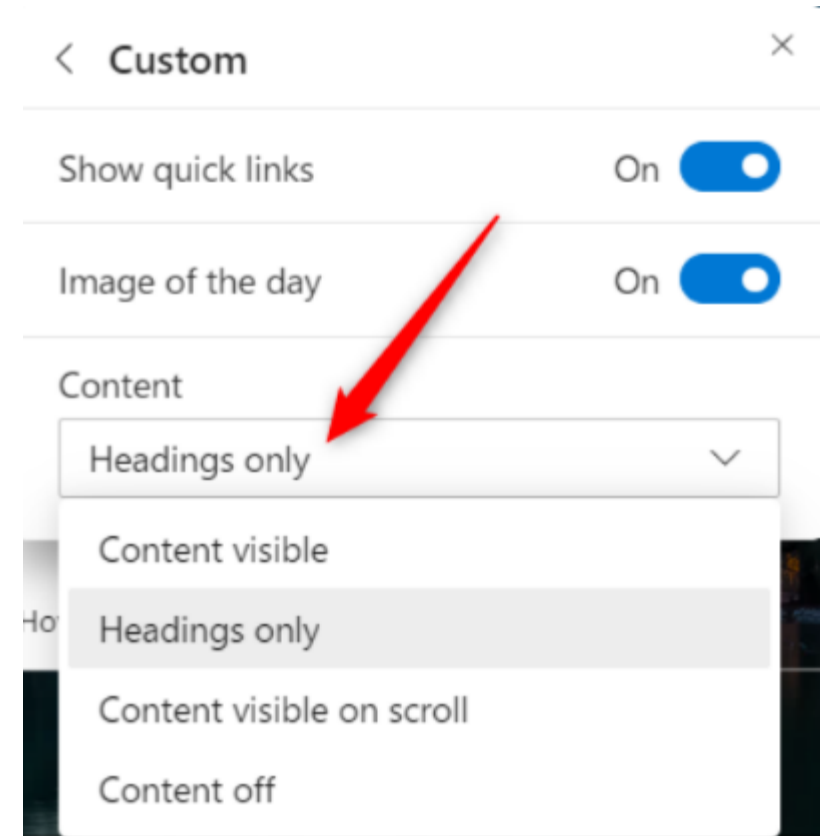 Custom
Show quick links On
Image of the day On
Content
Headings only
Content visible
Headings only
Content visible on scroll
Content off